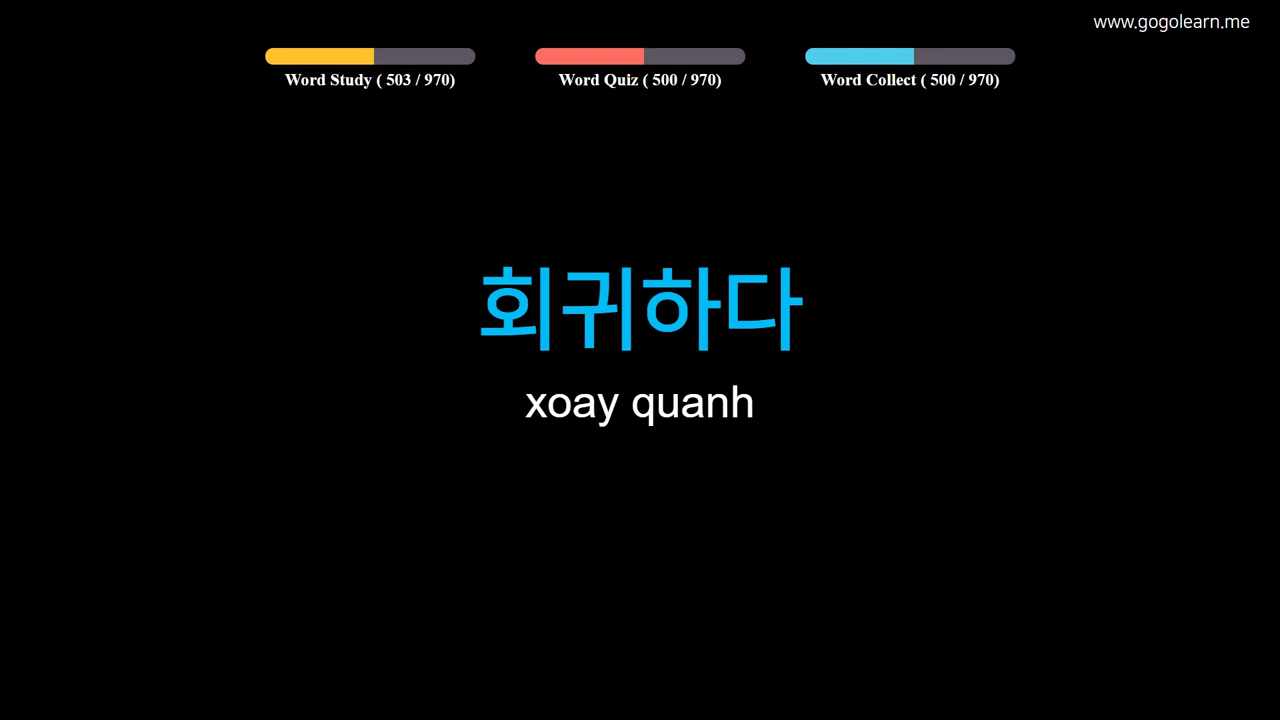 www.gogolearn.me
Word Study ( 503 / 970)
Word Quiz ( 500 / 970)
Word Collect ( 500 / 970)
회귀하다
xoay quanh